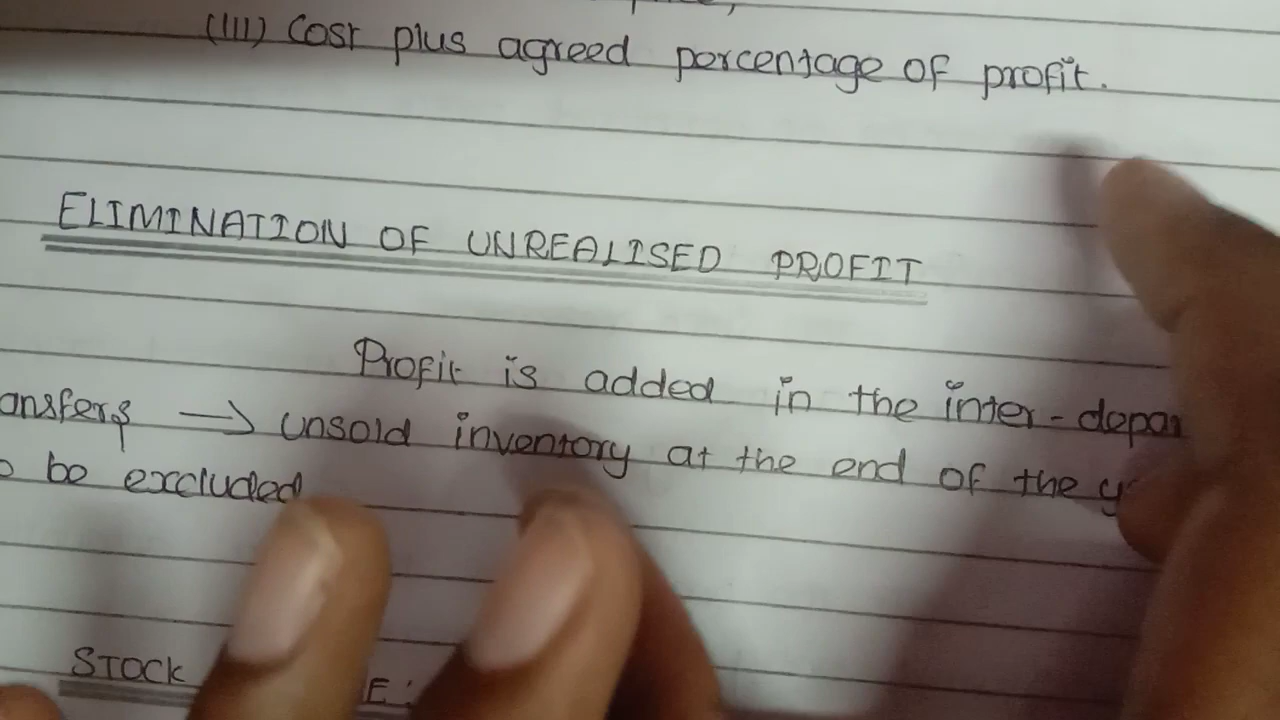 (III) Cost plus agreed percentage of profit.
ELIMINATION OF UNREALISED PROFIT
Profit is added in the inter-depar
ansfers → unsold inventory at the end of the y
o be excluded
STOCK E: